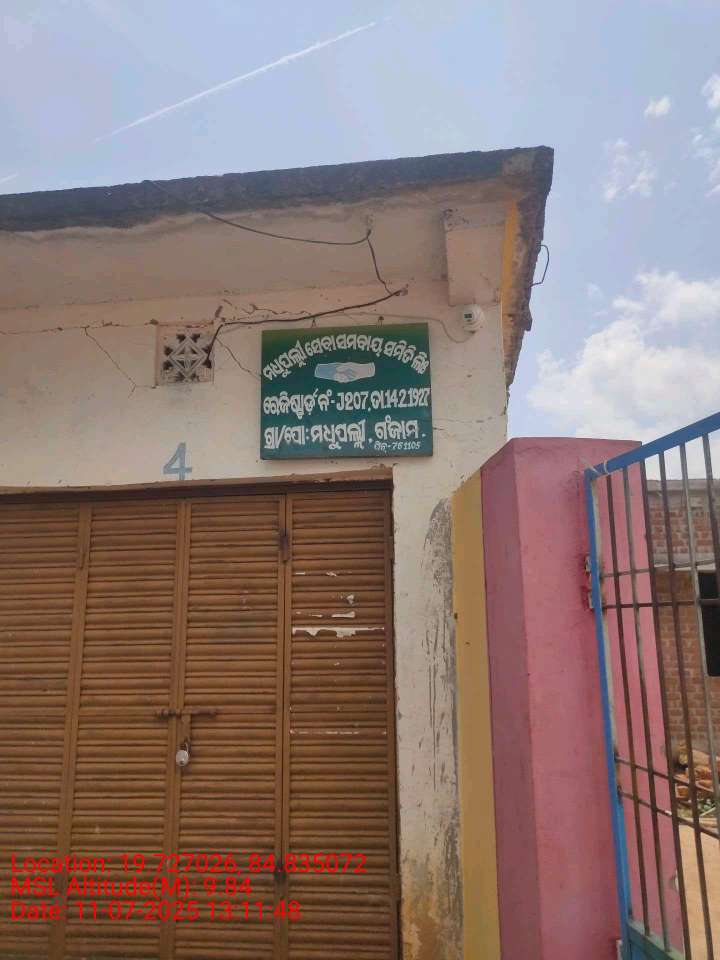 ମଧୁପଲ୍ଲୀ ସେବା ସମବାୟ ସମିତି ଲିଃ
ରେଜିଷ୍ଟାର୍ଡ଼ ନଂ- J207, ତା.14.2.1927
ଗ୍ରା/ପୋ: ମଧୁପଲ୍ଲୀ, ଗଞ୍ଜାମ.
ପିନ୍-761105
4
Location: 19.727026, 84.835072
MSL Altitude(M): 9.84
Date: 11-07-2025 13:11:48